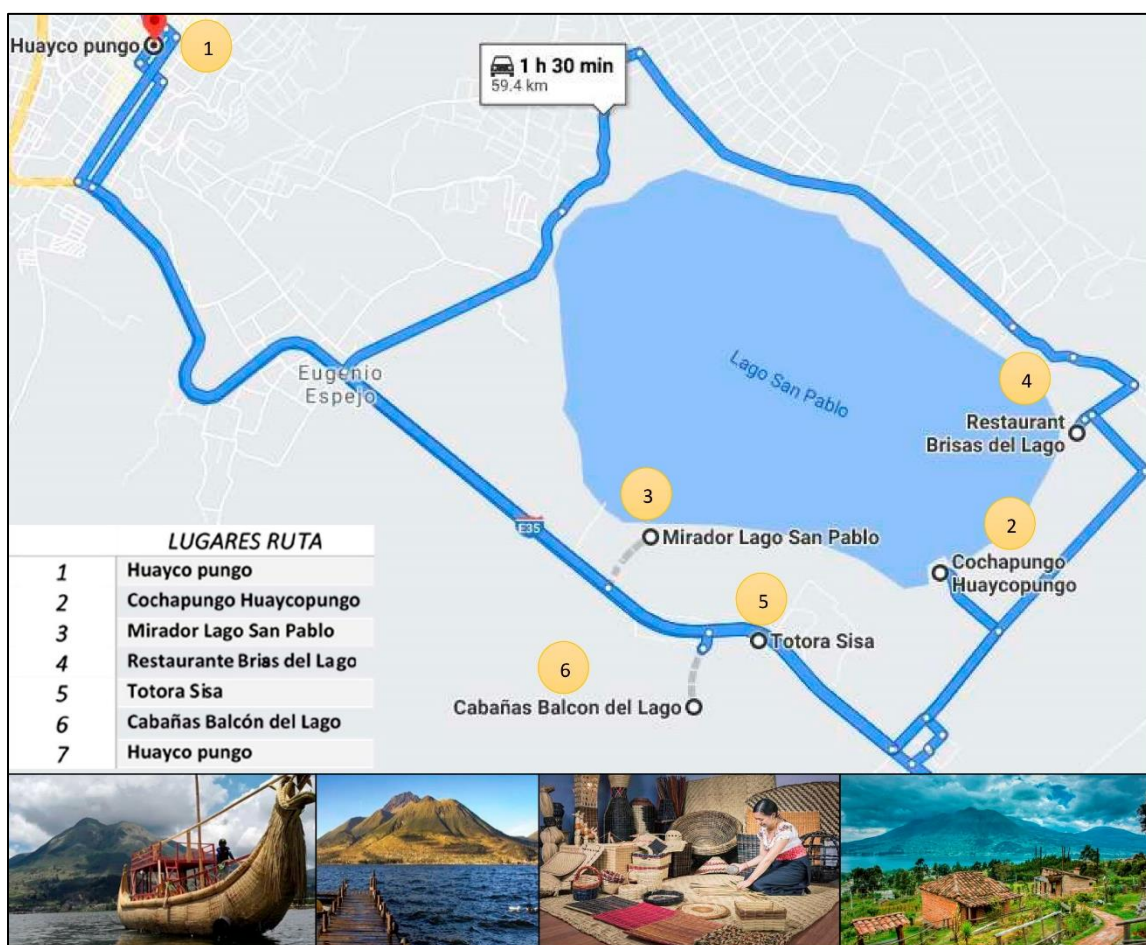 Huayco pungo
1
1 h 30 min
59.4 km
Eugenio
Espejo
Lago San Pablo
4
Restaurant
Brisas del Lago
3
Mirador Lago San Pablo
2
Cochapungo
Huaycopungo
E35
5
Totora Sisa
6
Cabañas Balcon del Lago
LUGARES RUTA
1 Huayco pungo
2 Cochapungo Huaycopungo
3 Mirador Lago San Pablo
4 Restaurante Brias del Lago
5 Totora Sisa
6 Cabañas Balcón del Lago
7 Huayco pungo